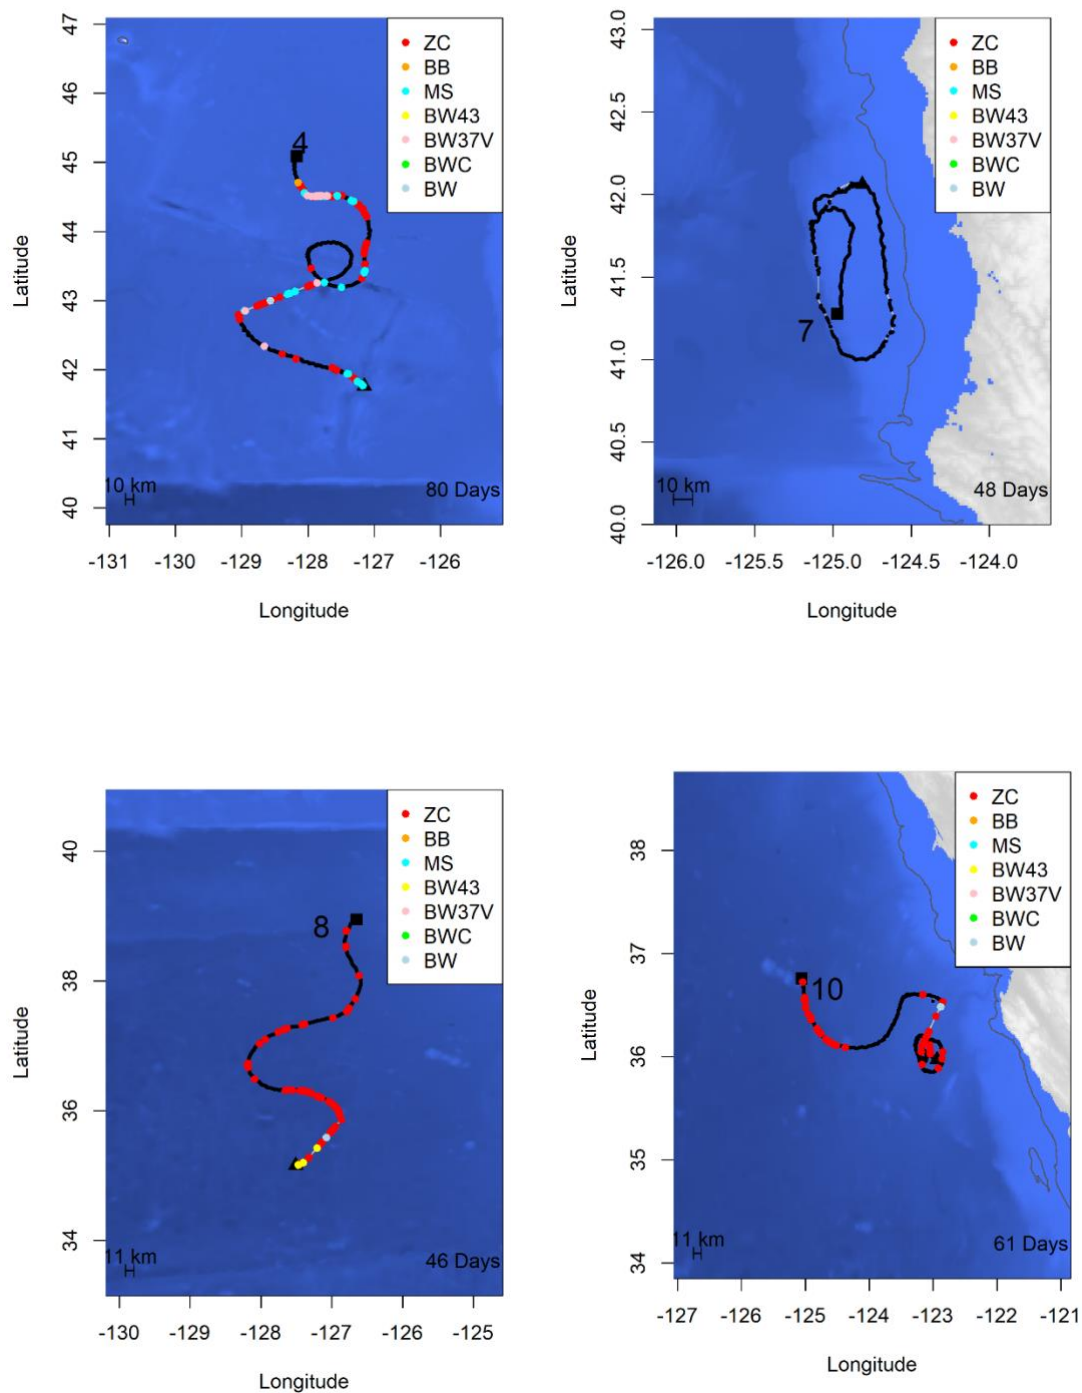 47
46
45
44
43
42
41
40
Latitude
ZC
BB
MS
BW43
BW37V
BWC
BW
4
10 km
80 Days
-131 -130 -129 -128 -127 -126
Longitude
43.0
42.5
42.0
41.5
41.0
40.5
40.0
Latitude
ZC
BB
MS
BW43
BW37V
BWC
BW
7
10 km
48 Days
-126.0 -125.5 -125.0 -124.5 -124.0
Longitude
40
38
36
34
Latitude
ZC
BB
MS
BW43
BW37V
BWC
BW
8
11 km
46 Days
-130 -129 -128 -127 -126 -125
Longitude
38
37
36
35
34
Latitude
ZC
BB
MS
BW43
BW37V
BWC
BW
10
11 km
61 Days
-127 -126 -125 -124 -123 -122 -121
Longitude